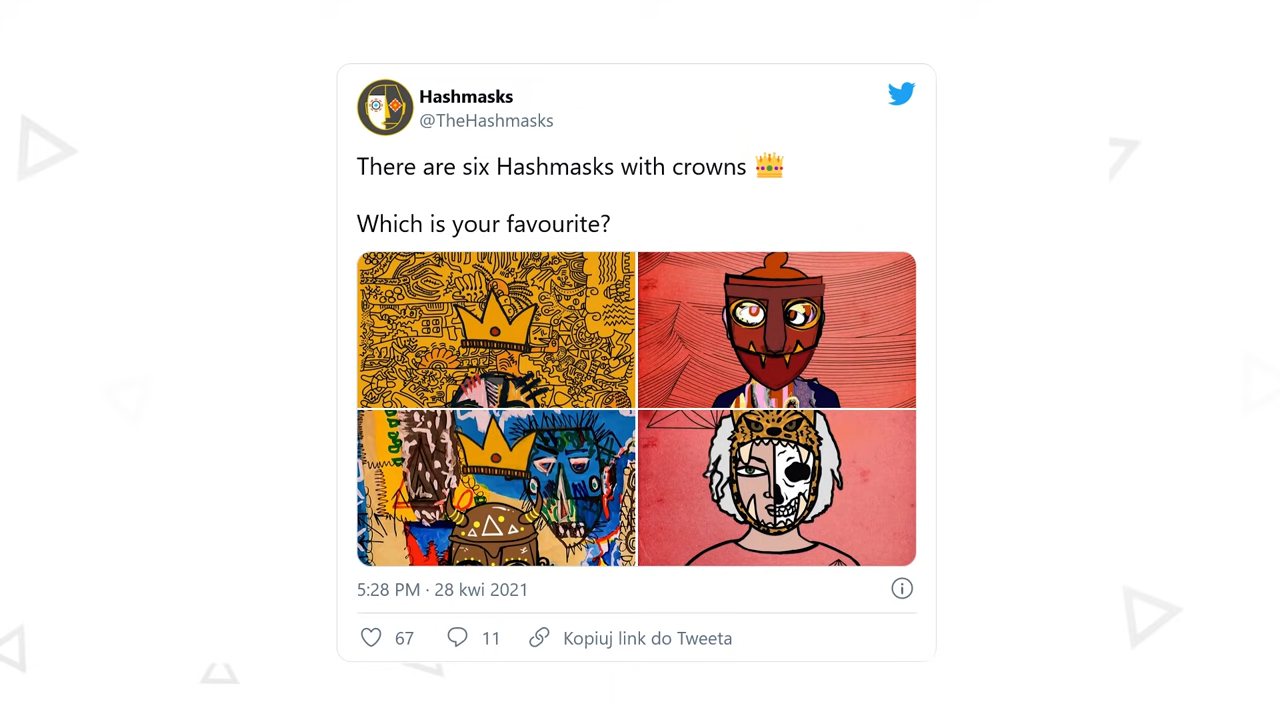 Hashmasks
@TheHashmasks
There are six Hashmasks with crowns 👑
Which is your favourite?
5:28 PM · 28 kwi 2021
67 11 Kopiuj link do Tweeta